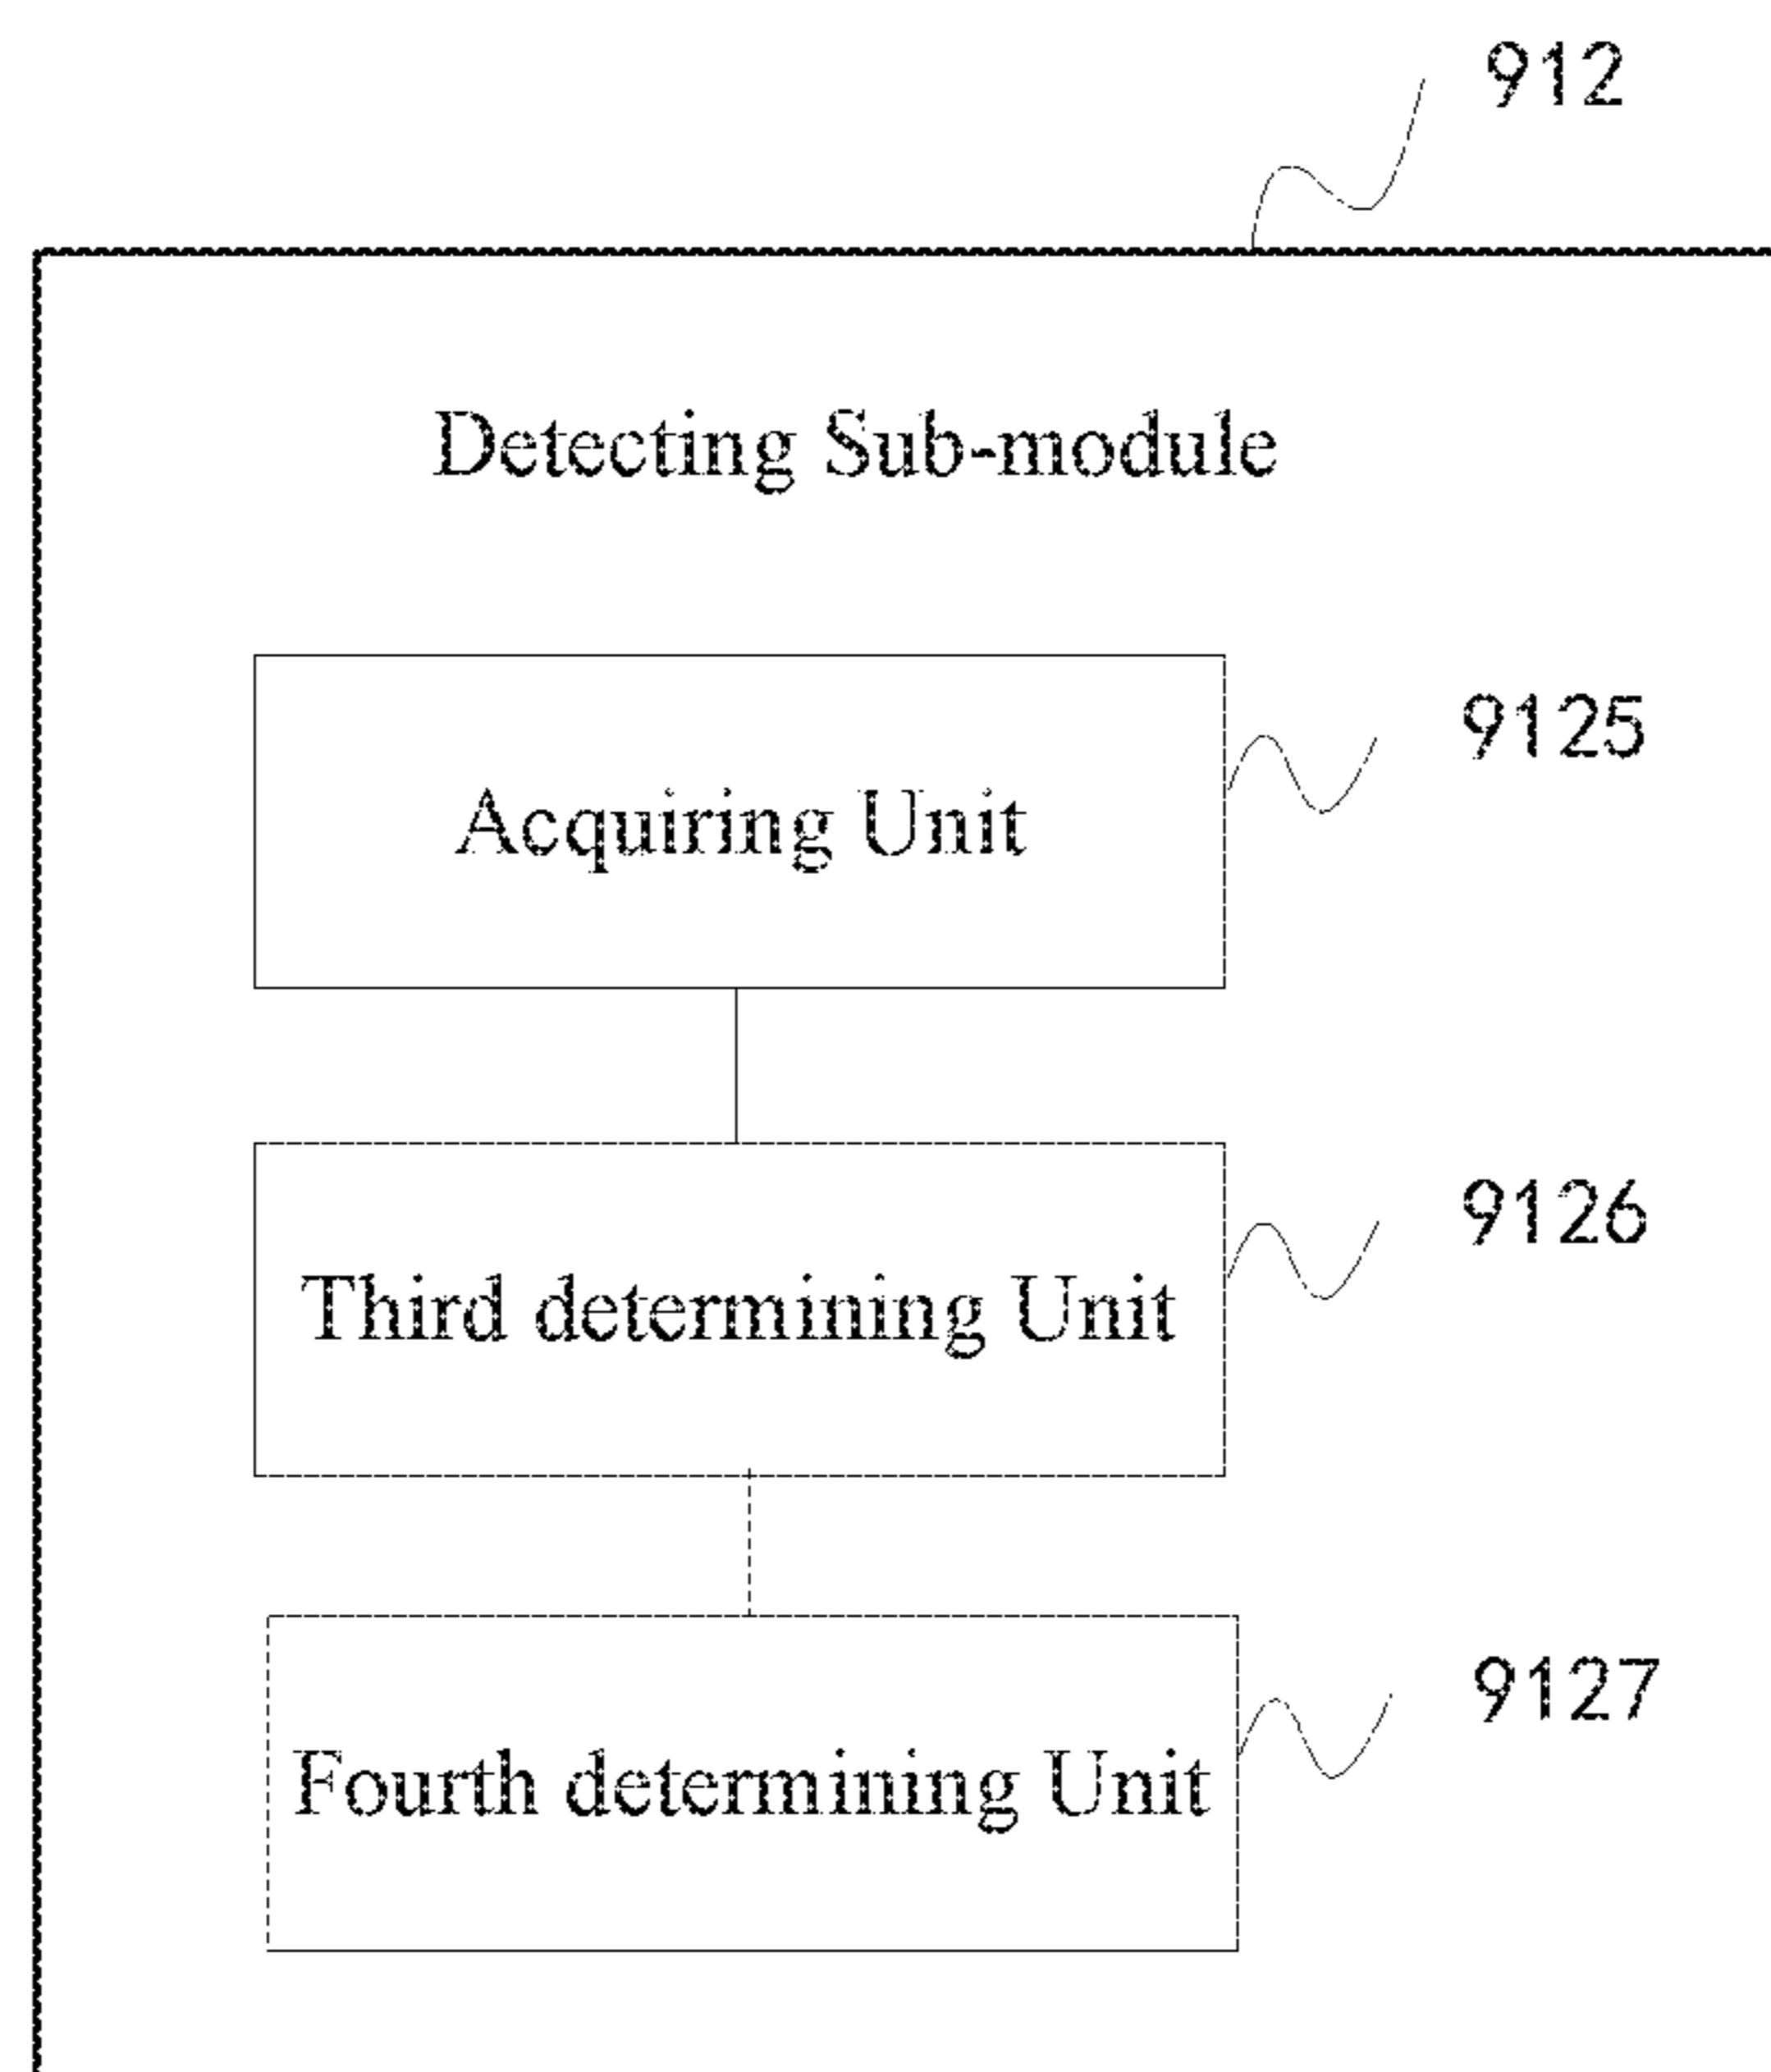 912
Detecting Sub-module
Acquiring Unit
9125
Third determining Unit
9126
Fourth determining Unit
9127